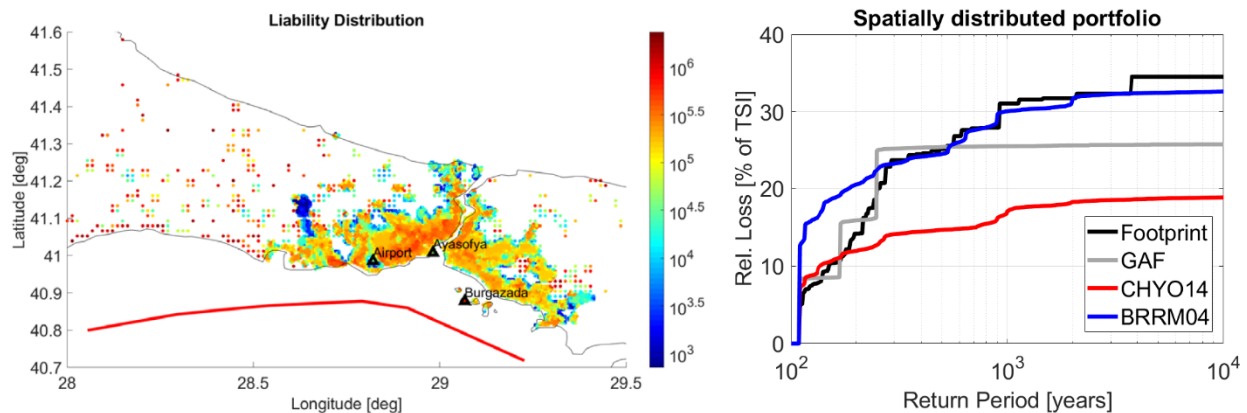 Liability Distribution
41.6
41.5
41.4
41.3
41.2
41.1
41
40.9
40.8
40.7
Latitude [deg]
Airport
Ayasofya
Burgazada
28
28.5
29
29.5
Longitude [deg]
10^6
10^5.5
10^5
10^4.5
10^4
10^3.5
10^3
Spatially distributed portfolio
Rel. Loss [% of TSI]
40
30
20
10
0
Footprint
GAF
CHYO14
BRRM04
10^2
10^3
10^4
Return Period [years]